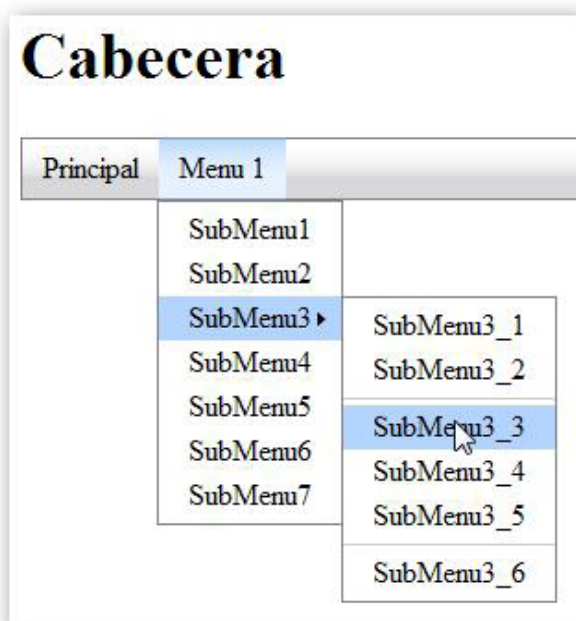 Cabecera
Principal Menu 1
SubMenu1
SubMenu2
SubMenu3
SubMenu4
SubMenu5
SubMenu6
SubMenu7
SubMenu3_1
SubMenu3_2
SubMenu3_3
SubMenu3_4
SubMenu3_5
SubMenu3_6